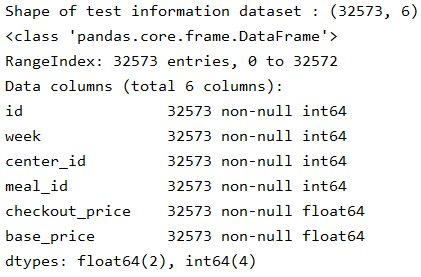 Shape of test information dataset : (32573, 6)
<class 'pandas.core.frame.DataFrame'>
RangeIndex: 32573 entries, 0 to 32572
Data columns (total 6 columns):
id                32573 non-null int64
week              32573 non-null int64
center_id         32573 non-null int64
meal_id           32573 non-null int64
checkout_price    32573 non-null float64
base_price        32573 non-null float64
dtypes: float64(2), int64(4)